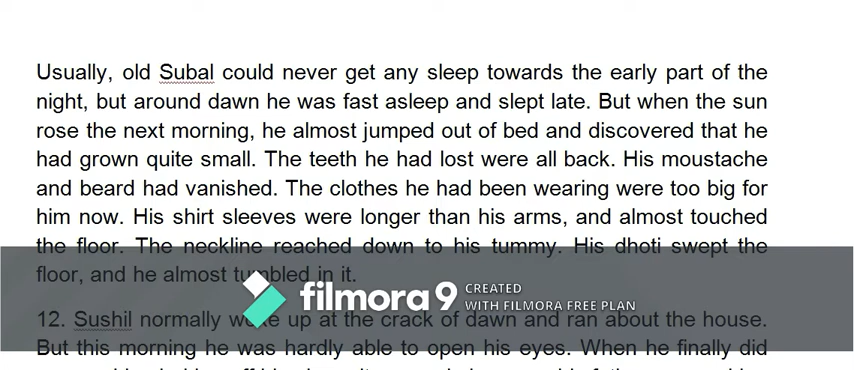 Usually, old Subal could never get any sleep towards the early part of the
night, but around dawn he was fast asleep and slept late. But when the sun
rose the next morning, he almost jumped out of bed and discovered that he
had grown quite small. The teeth he had lost were all back. His moustache
and beard had vanished. The clothes he had been wearing were too big for
him now. His shirt sleeves were longer than his arms, and almost touched
the floor. The neckline reached down to his tummy. His dhoti swept the
floor, and he almost tumbled in it.
filmora9 CREATED
WITH FILMORA FREE PLAN
12. Sushil normally woke up at the crack of dawn and ran about the house.
But this morning he was hardly able to open his eyes. When he finally did